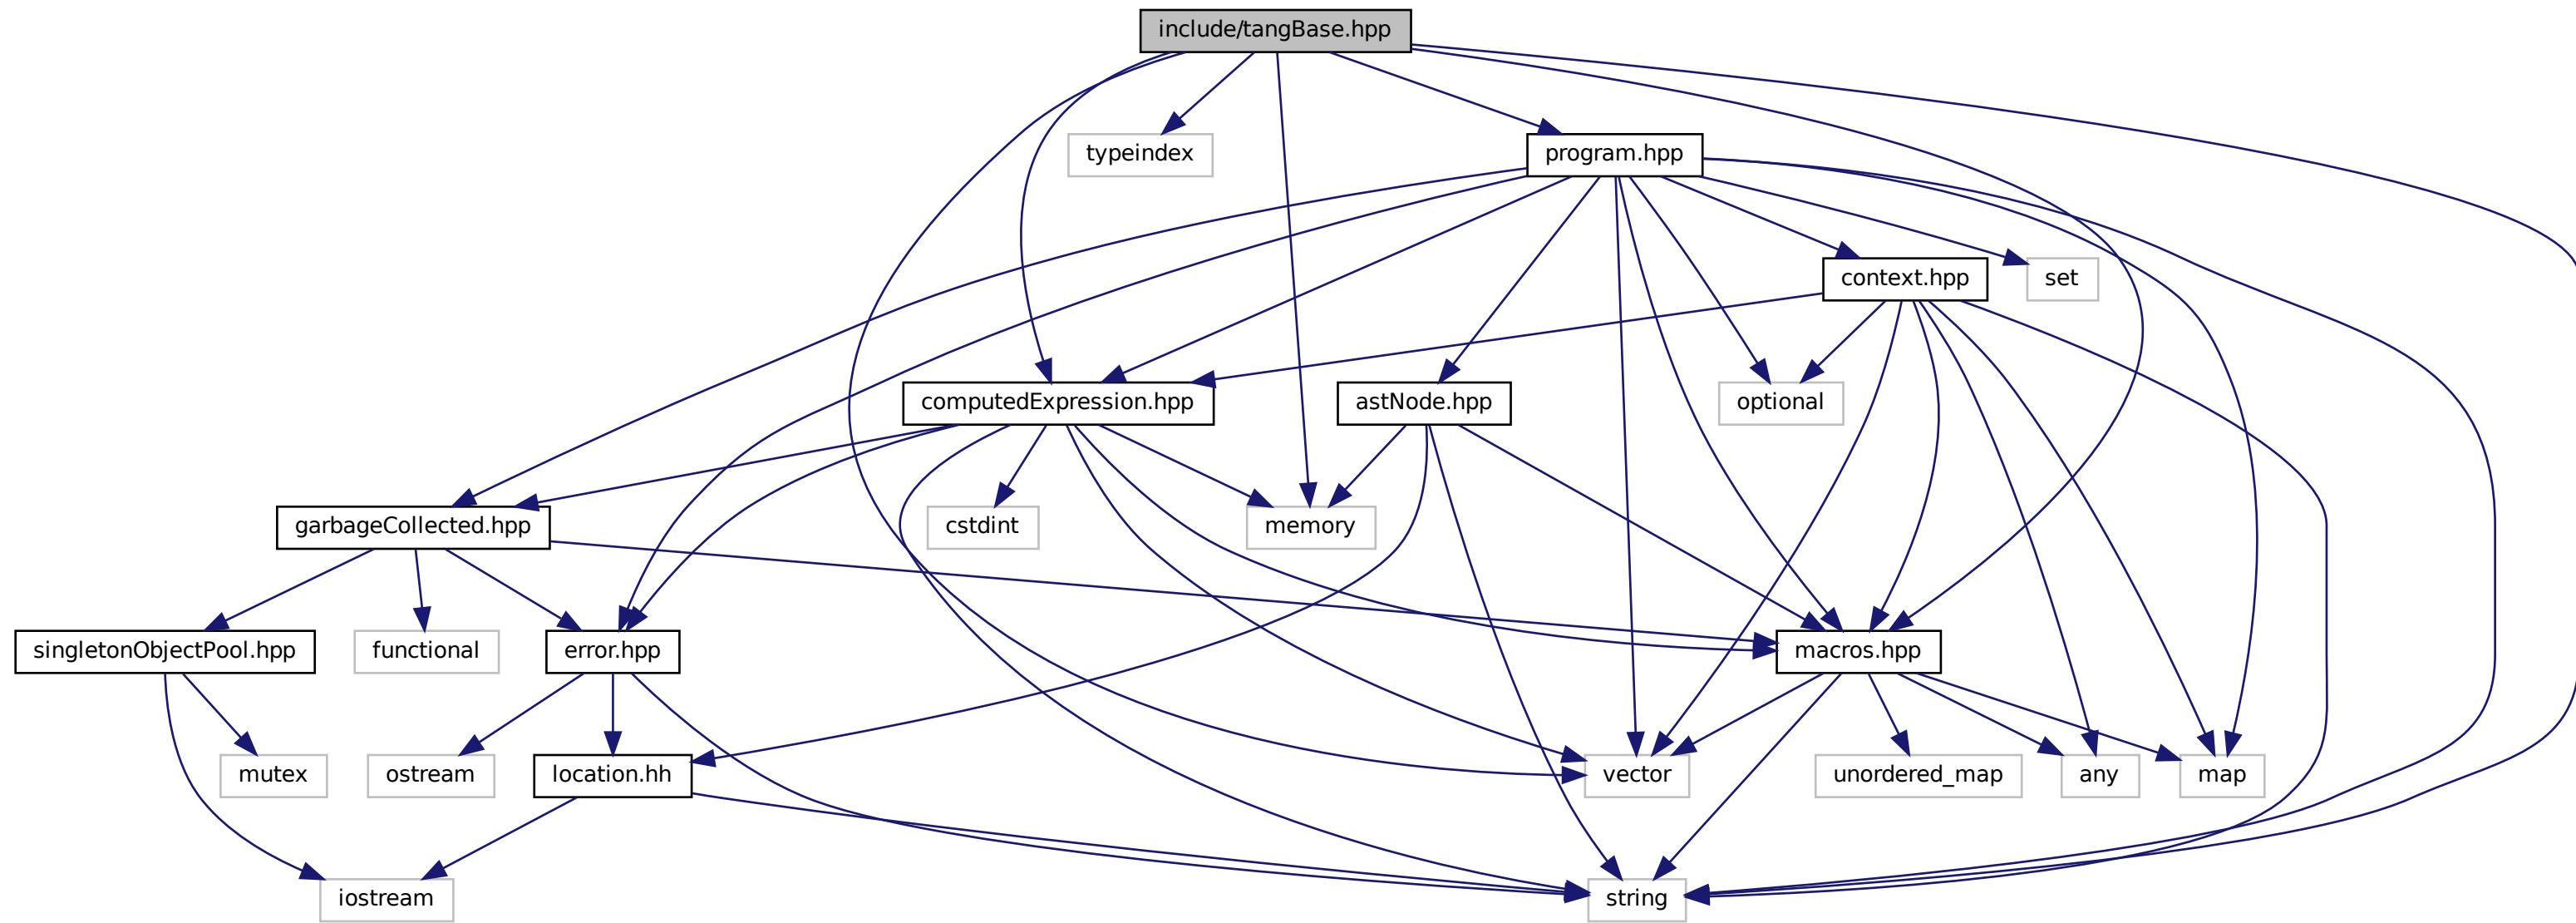 include/tangBase.hpp
typeindex
program.hpp
context.hpp
set
computedExpression.hpp
astNode.hpp
optional
garbageCollected.hpp
cstdint
memory
singletonObjectPool.hpp
functional
error.hpp
macros.hpp
mutex
ostream
location.hh
vector
unordered_map
any
map
iostream
string